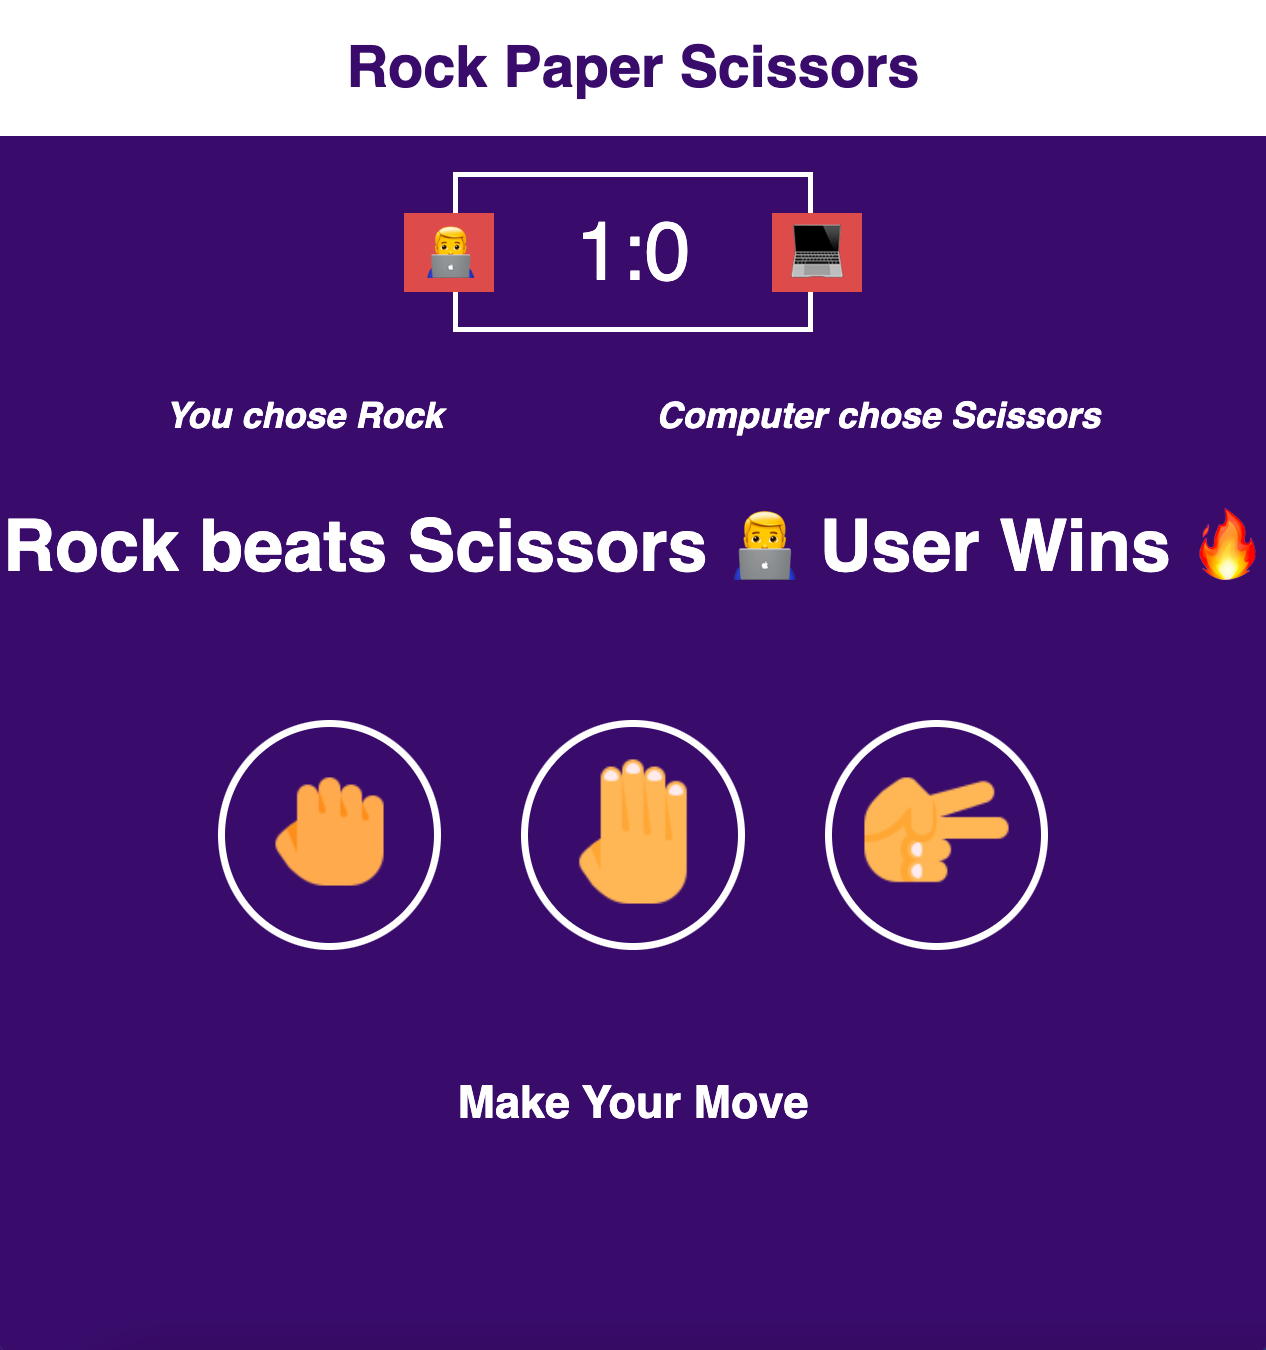 Rock Paper Scissors
1:0
You chose Rock
Computer chose Scissors
Rock beats Scissors 👨‍💻 User Wins 🔥
Make Your Move